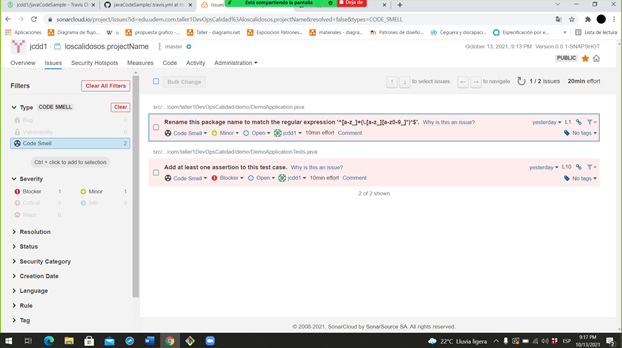 jcdd1/javaCodeSample - Travis C
javaCodeSample/.travis.yml at m
Issues
Está compartiendo la pantalla
Deja de
sonarcloud.io/project/issues?id=edu.udem.com.taller1DevOpsCalidad%3Aloscalidosos.projectName&resolved=false&types=CODE_SMELL
Aplicaciones
Diagrama de flujo
propuesta grafico -...
Taller - diagrams.net
Exposicion Patrones...
materiales - diagra...
Patrones de diseño...
Ceguera y discapaci...
Especificación de e...
Lista de lectura
jcdd1 / loscalidosos.projectName / master
October 13, 2021, 9:13 PM Version 0.0.1-SNAPSHOT
Overview Issues Security Hotspots Measures Code Activity Administration
PUBLIC
Filters
Clear All Filters
Type CODE SMELL
Clear
Bug
Vulnerability
Code Smell 2
Ctrl + click to add to selection
Severity
Blocker 1
Minor 1
Critical 0
Info 0
Major 0
Resolution
Status
Security Category
Creation Date
Language
Rule
Tag
Bulk Change
to select issues
to navigate
1 / 2 issues
20min effort
src/.../com/taller1DevOpsCalidad/demo/DemoApplication.java
Rename this package name to match the regular expression '^[a-z_]+(\.[a-z_][a-z0-9_]*)*$'. Why is this an issue?
yesterday L1
Code Smell Minor Open jcdd1 10min effort Comment
No tags
src/.../com/taller1DevOpsCalidad/demo/DemoApplicationTests.java
Add at least one assertion to this test case. Why is this an issue?
yesterday L10
Code Smell Blocker Open jcdd1 10min effort Comment
No tags
2 of 2 shown
© 2008-2021, SonarCloud by SonarSource SA. All rights reserved.
22°C Lluvia ligera
ESP
9:17 PM
10/13/2021